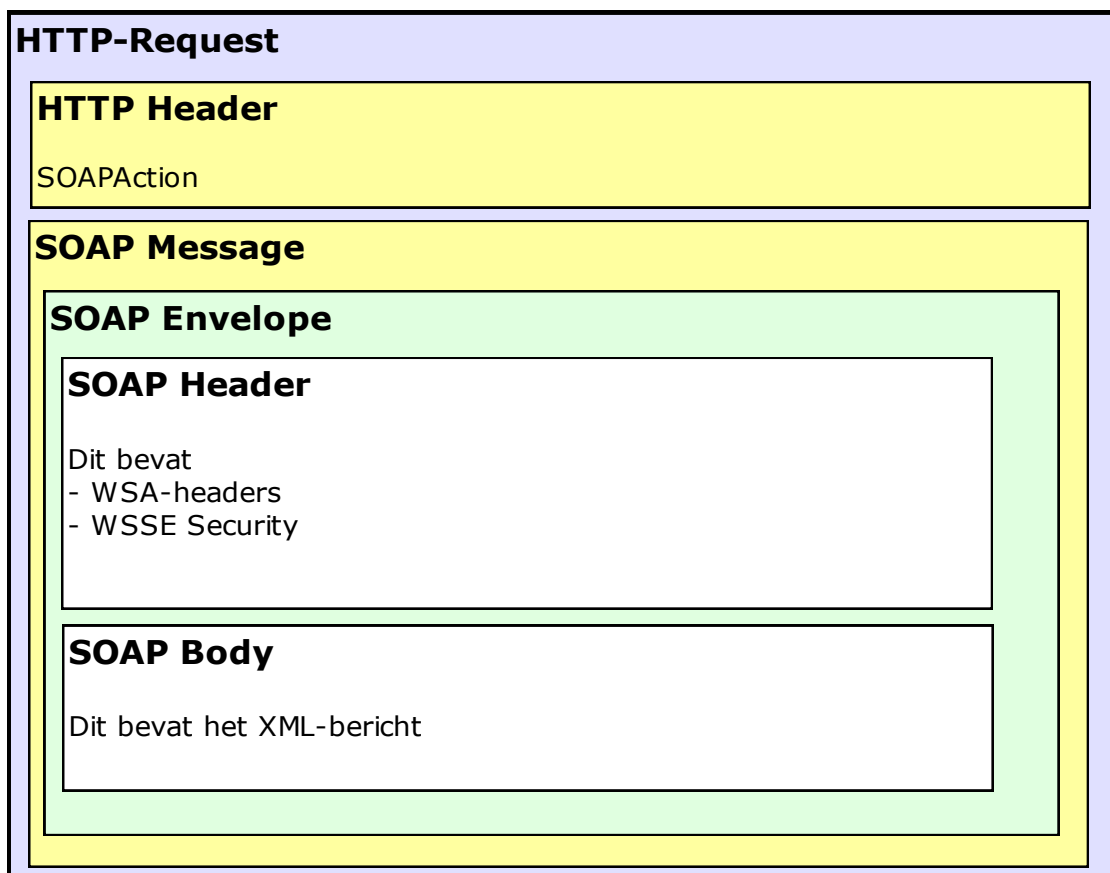 HTTP-Request
HTTP Header
SOAPAction
SOAP Message
SOAP Envelope
SOAP Header
Dit bevat
- WSA-headers
- WSSE Security
SOAP Body
Dit bevat het XML-bericht